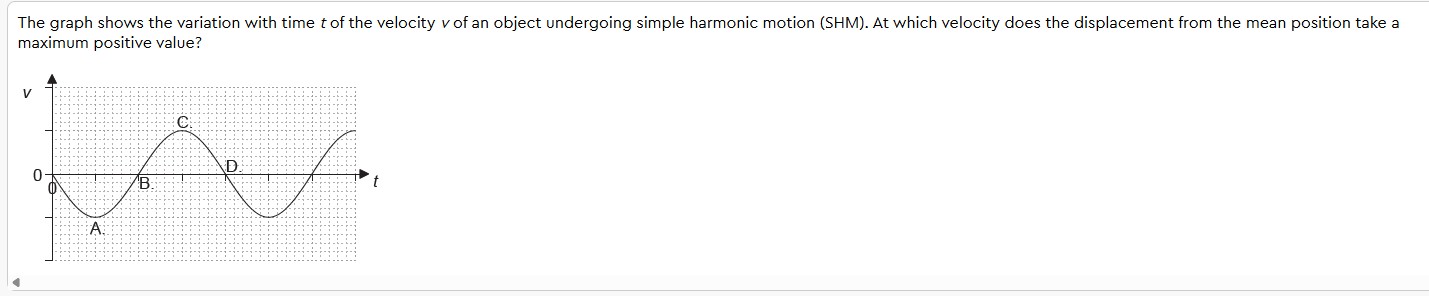 The graph shows the variation with time t of the velocity v of an object undergoing simple harmonic motion (SHM). At which velocity does the displacement from the mean position take a
maximum positive value?
v
C.
D.
0
t
0
B.
A.